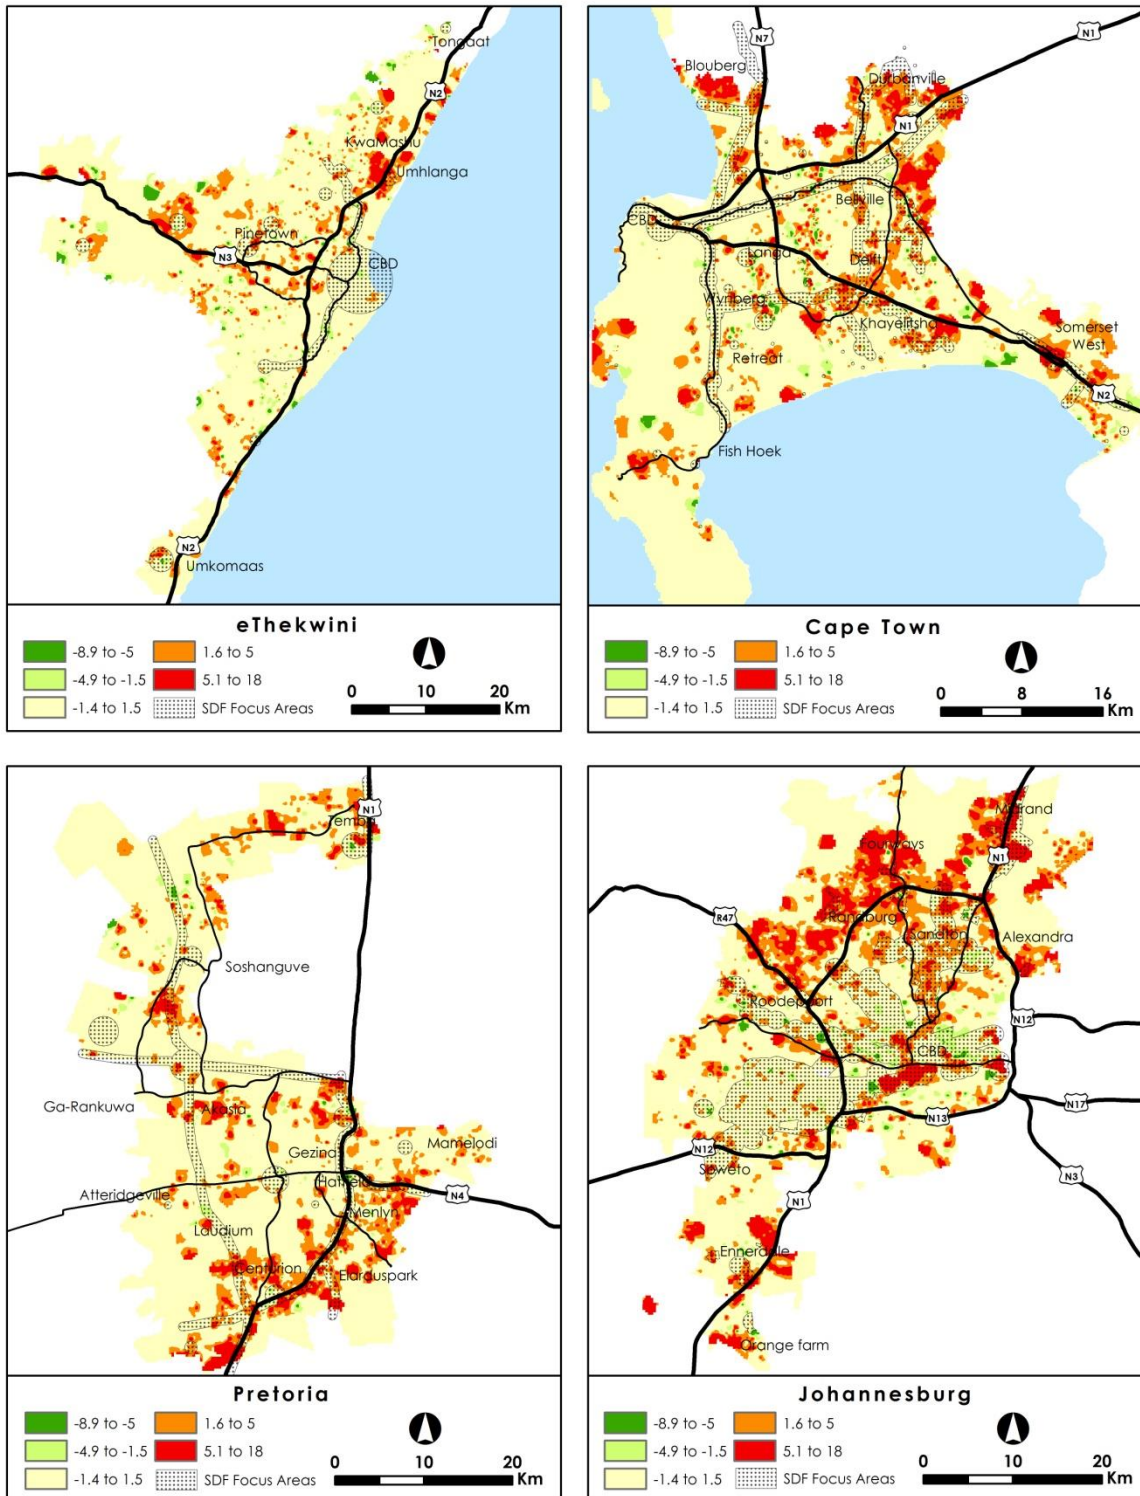 Tongaat
N2
KwaMashu
Umhlanga
Pinetown
N3
CBD
N2
Umkomaas
eThekwini
-8.9 to -5
1.6 to 5
-4.9 to -1.5
5.1 to 18
-1.4 to 1.5
SDF Focus Areas
0 10 20
Km
N7
N1
Blouberg
Durbanville
N1
Bellville
CBD
Langa
Delft
Wynberg
Khayelitsha
Retreat
Somerset
West
N2
Fish Hoek
Cape Town
-8.9 to -5
1.6 to 5
-4.9 to -1.5
5.1 to 18
-1.4 to 1.5
SDF Focus Areas
0 8 16
Km
N1
Temba
Soshanguve
Ga-Rankuwa
Akasia
Gezina
Mamelodi
Hatfield
Atteridgeville
N4
Menlyn
Laudium
Centurion
Elarduspark
Pretoria
-8.9 to -5
1.6 to 5
-4.9 to -1.5
5.1 to 18
-1.4 to 1.5
SDF Focus Areas
0 10 20
Km
Midrand
Fourways
N1
R47
Randburg
Sandton
Alexandra
Roodepoort
N12
CBD
N17
N13
N12
Soweto
N3
N1
Ennerdale
Orange farm
Johannesburg
-8.9 to -5
1.6 to 5
-4.9 to -1.5
5.1 to 18
-1.4 to 1.5
SDF Focus Areas
0 10 20
Km